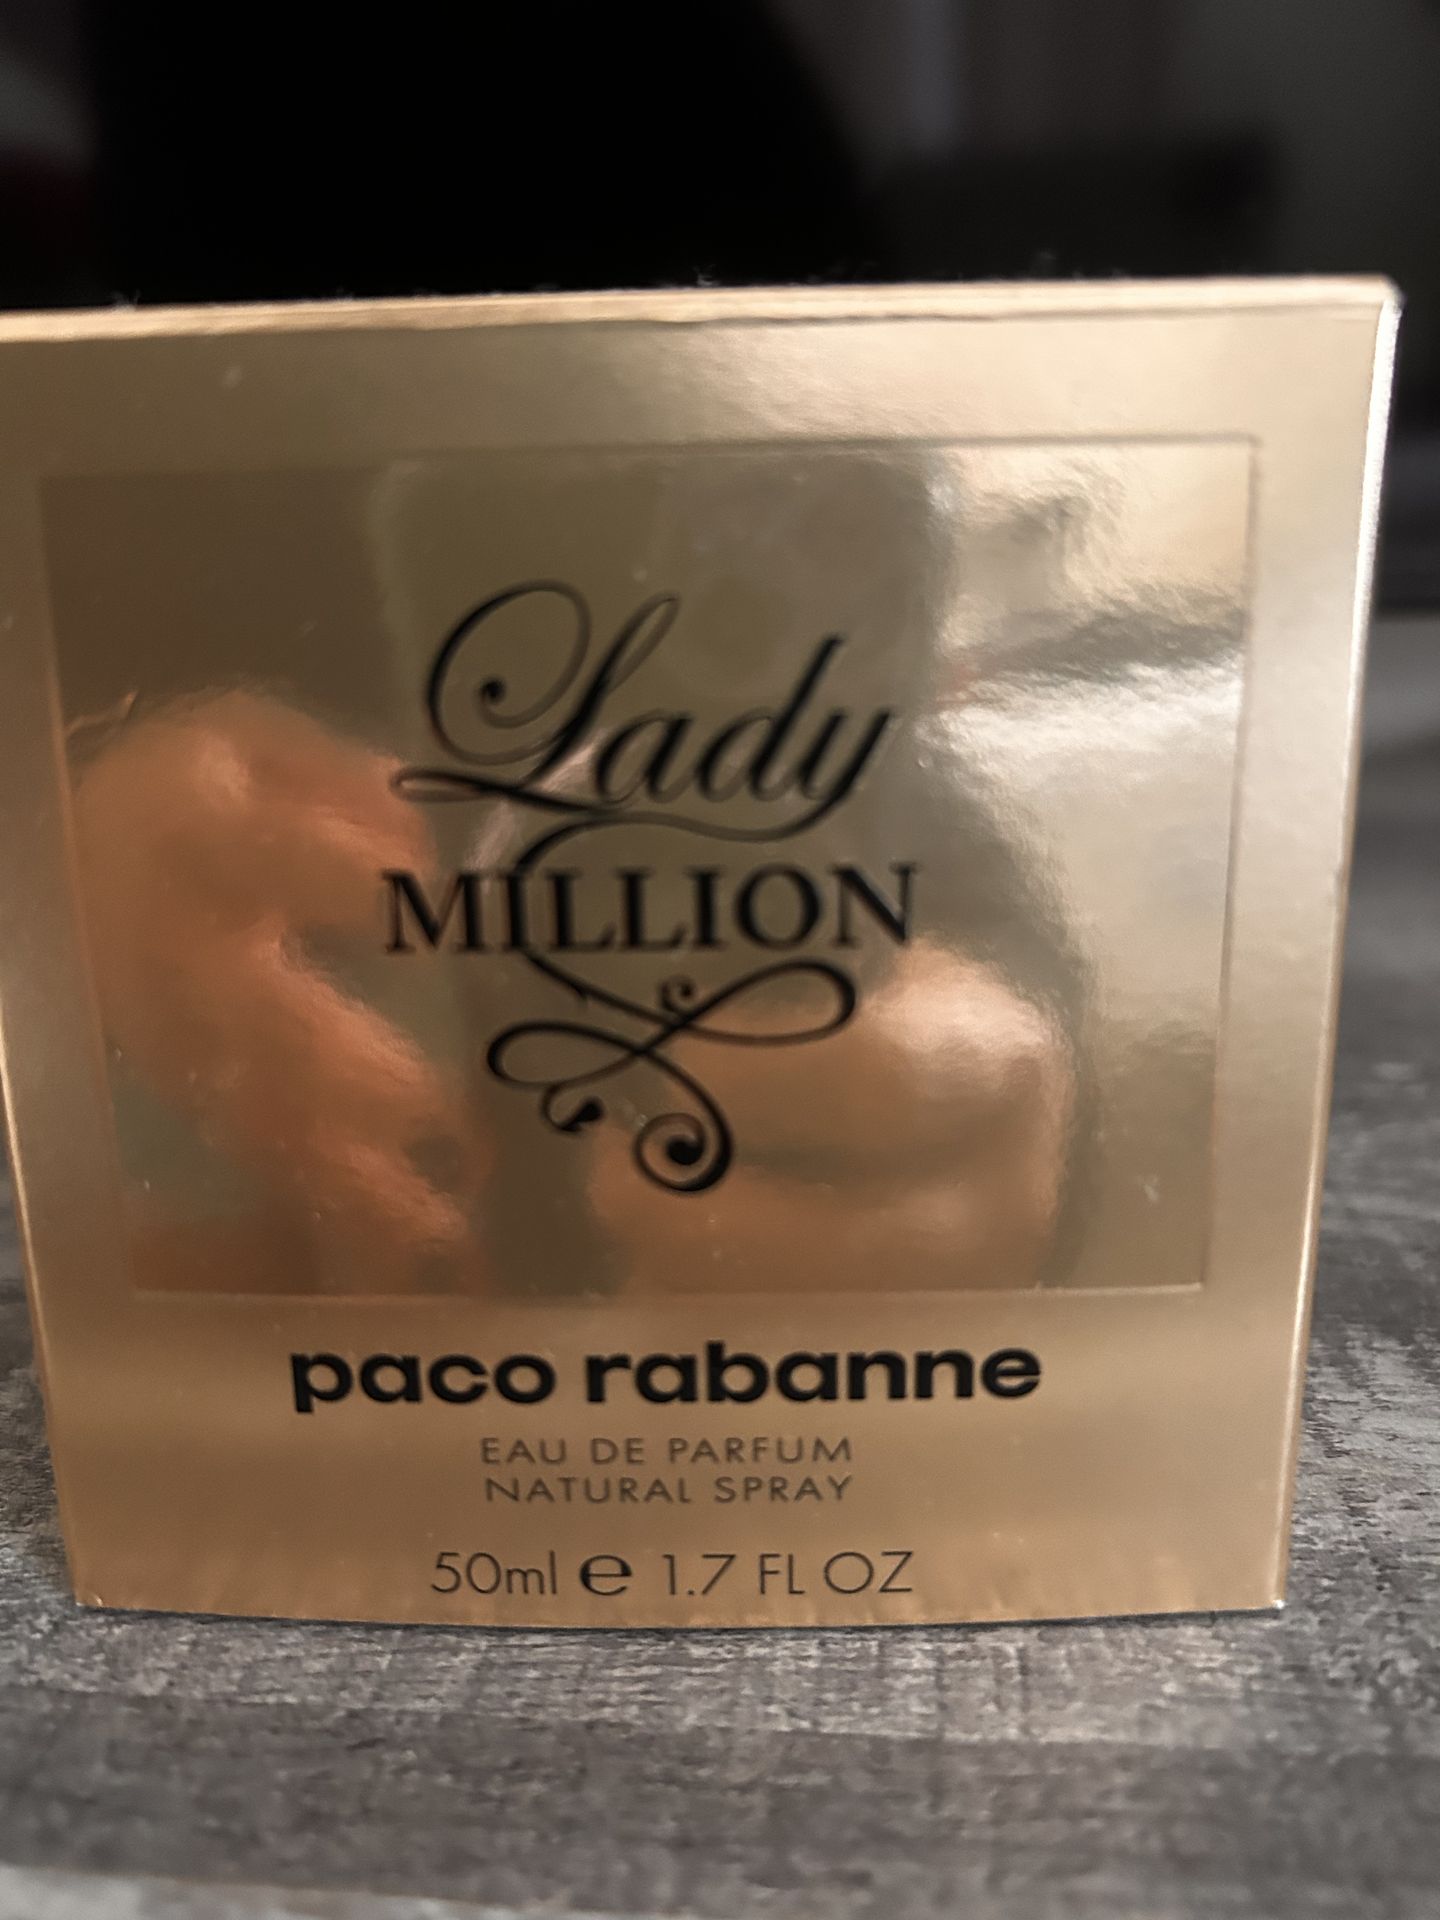 Lady
MILLION
paco rabanne
EAU DE PARFUM
NATURAL SPRAY
50ml ℮ 1.7 FL OZ